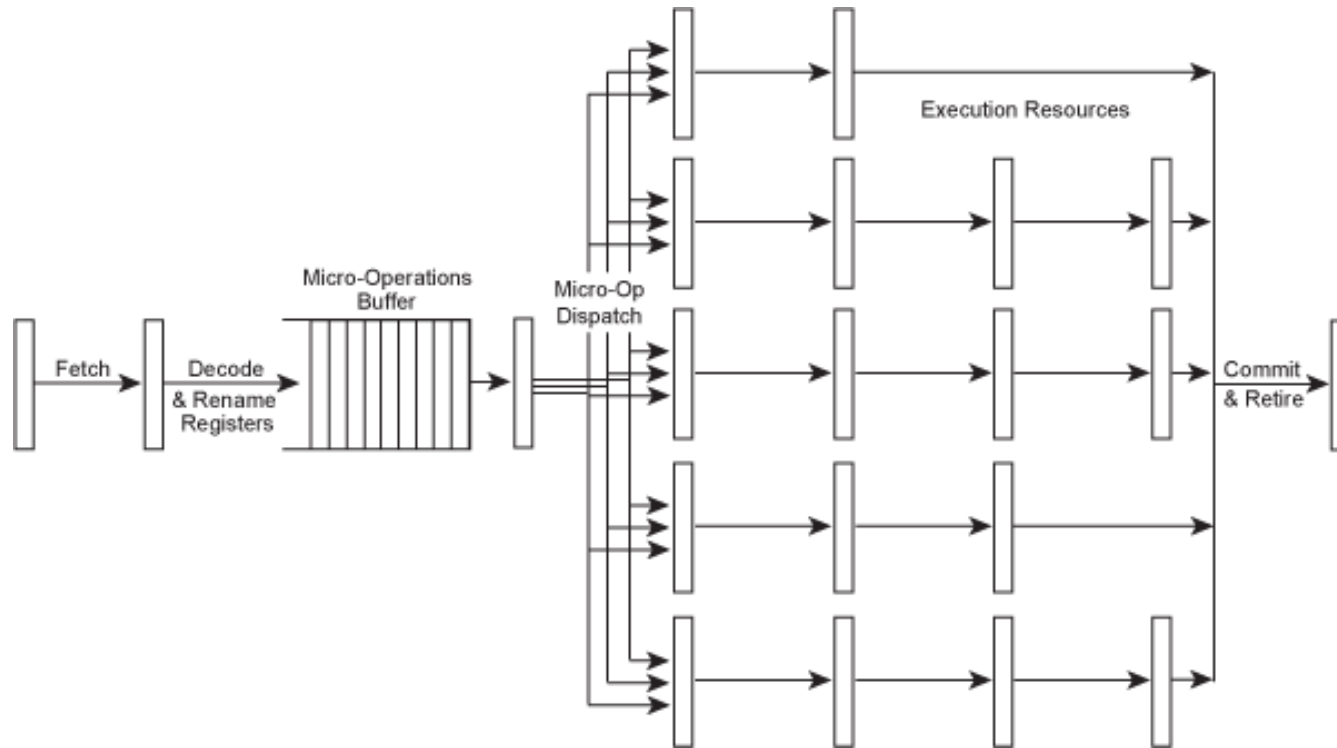 Execution Resources
Micro-Operations
Buffer
Micro-Op
Dispatch
Fetch
Decode
& Rename
Registers
Commit
& Retire